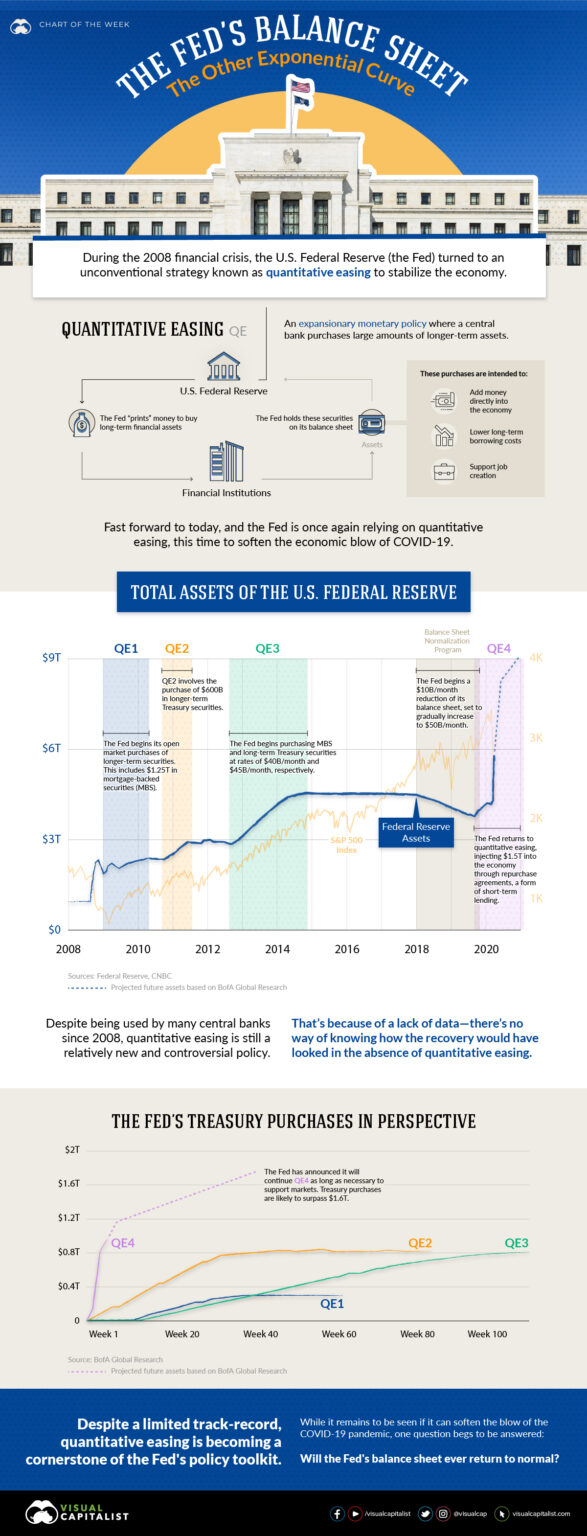 CHART OF THE WEEK
THE FED'S BALANCE SHEET
The Other Exponential Curve
During the 2008 financial crisis, the U.S. Federal Reserve (the Fed) turned to an
unconventional strategy known as quantitative easing to stabilize the economy.
QUANTITATIVE EASING QE
An expansionary monetary policy where a central
bank purchases large amounts of longer-term assets.
U.S. Federal Reserve
The Fed "prints" money to buy
long-term financial assets
The Fed holds these securities
on its balance sheet
Assets
Financial Institutions
These purchases are intended to:
Add money
directly into
the economy
Lower long-term
borrowing costs
Support job
creation
Fast forward to today, and the Fed is once again relying on quantitative
easing, this time to soften the economic blow of COVID-19.
TOTAL ASSETS OF THE U.S. FEDERAL RESERVE
Balance Sheet
Normalization
Program
QE1
QE2
QE3
QE4
$9T
4K
QE2 involves the
purchase of $600B
in longer-term
Treasury securities.
The Fed begins a
$10B/month
reduction of its
balance sheet, set to
gradually increase
to $50B/month.
$6T
3K
The Fed begins its open
market purchases of
longer-term securities.
This includes $1.25T in
mortgage-backed
securities (MBS).
The Fed begins purchasing MBS
and long-term Treasury securities
at rates of $40B/month and
$45B/month, respectively.
2K
$3T
S&P 500
Index
Federal Reserve
Assets
The Fed returns to
quantitative easing,
injecting $1.5T into
the economy
through repurchase
agreements, a form
of short-term
lending.
1K
$0
2008
2010
2012
2014
2016
2018
2020
Sources: Federal Reserve, CNBC
Projected future assets based on BofA Global Research
Despite being used by many central banks
since 2008, quantitative easing is still a
relatively new and controversial policy.
That's because of a lack of data—there's no
way of knowing how the recovery would have
looked in the absence of quantitative easing.
THE FED'S TREASURY PURCHASES IN PERSPECTIVE
$2T
$1.6T
$1.2T
$0.8T
$0.4T
0
The Fed has announced it will
continue QE4 as long as necessary to
support markets. Treasury purchases
are likely to surpass $1.6T.
QE4
QE2
QE3
QE1
Week 1
Week 20
Week 40
Week 60
Week 80
Week 100
Source: BofA Global Research
Projected future assets based on BofA Global Research
Despite a limited track-record,
quantitative easing is becoming a
cornerstone of the Fed's policy toolkit.
While it remains to be seen if it can soften the blow of the
COVID-19 pandemic, one question begs to be answered:
Will the Fed's balance sheet ever return to normal?
VISUAL
CAPITALIST
/visualcapitalist
@visualcap
visualcapitalist.com